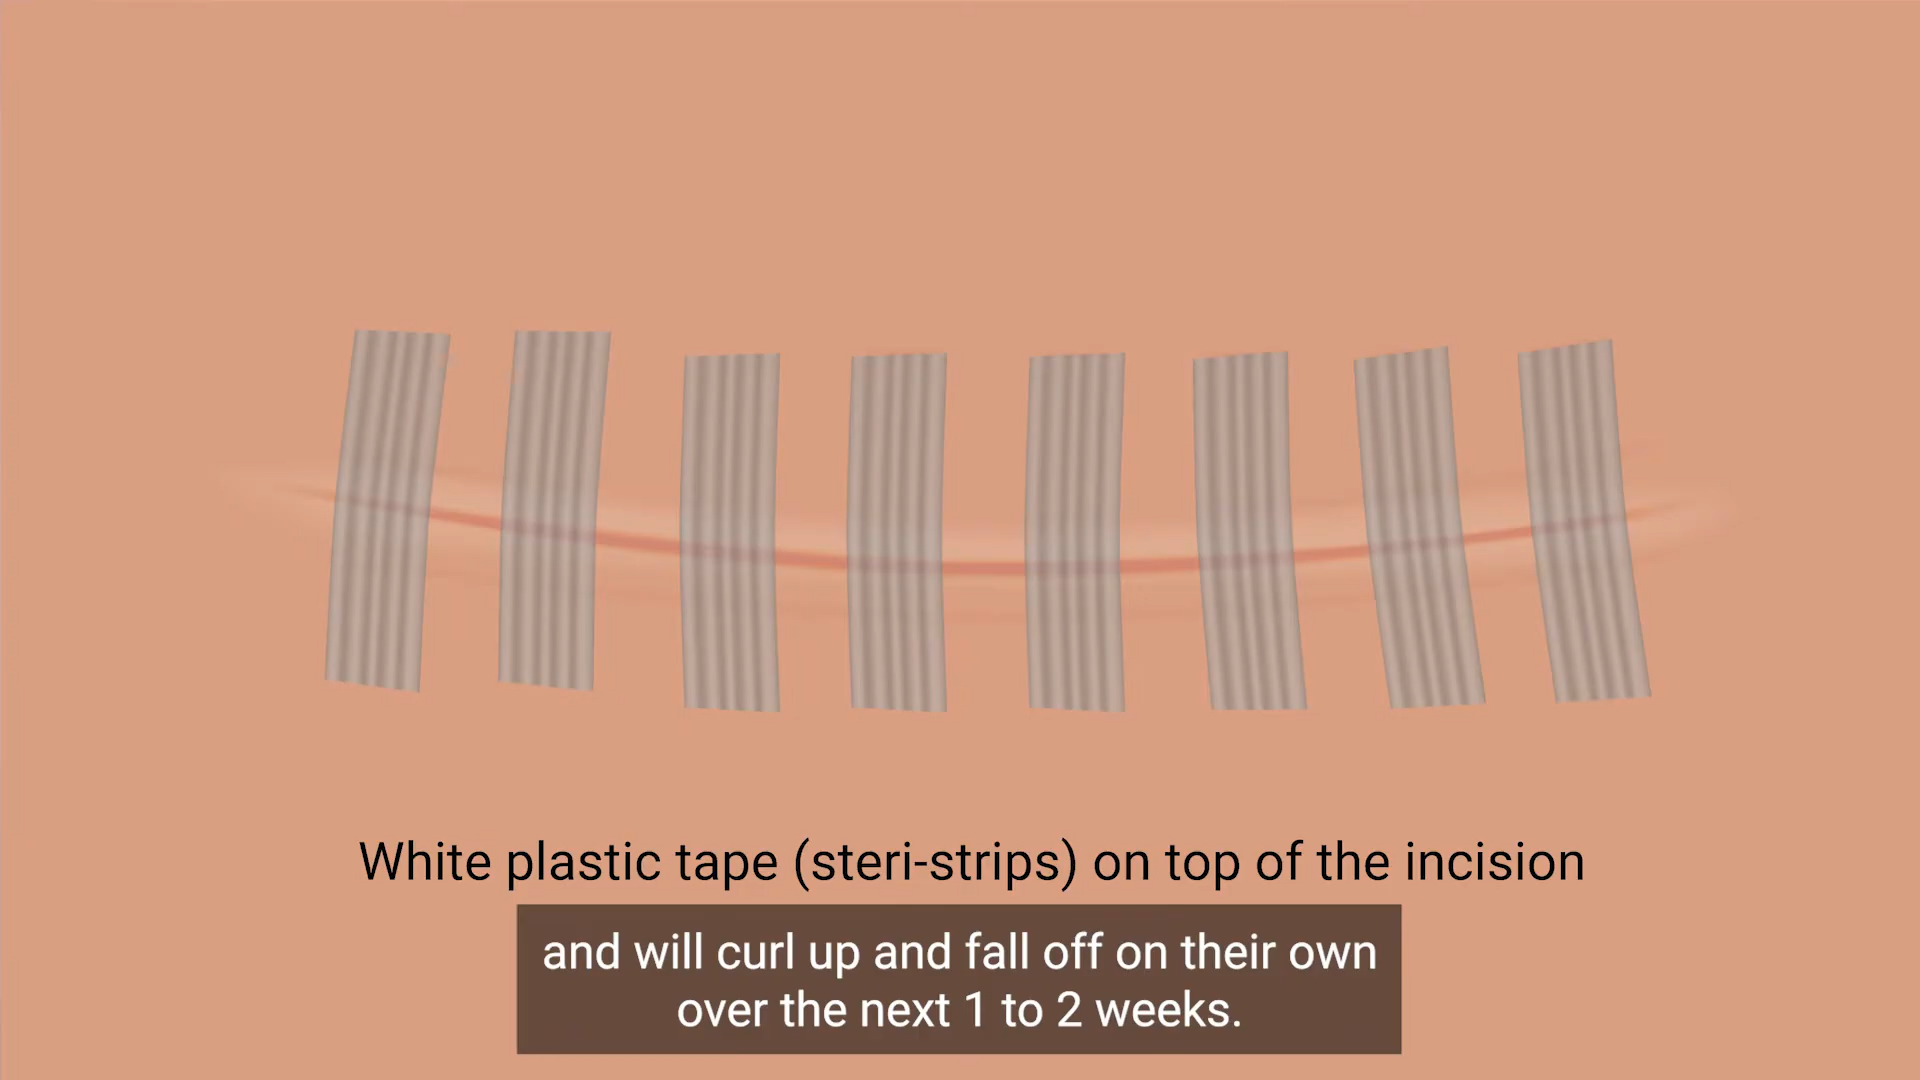 White plastic tape (steri-strips) on top of the incision
and will curl up and fall off on their own
over the next 1 to 2 weeks.